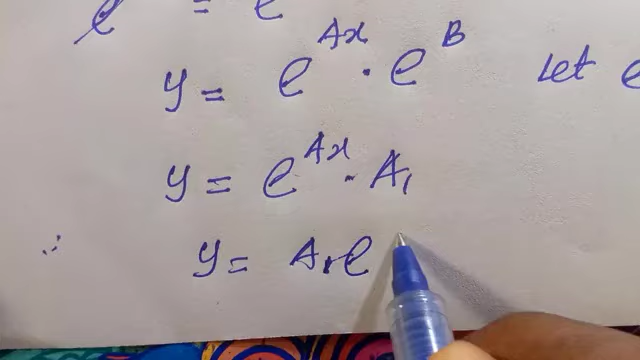 e = e
y = e^{Ax} · e^B    Let e
y = e^{Ax} · A₁
∴ y = A₁e